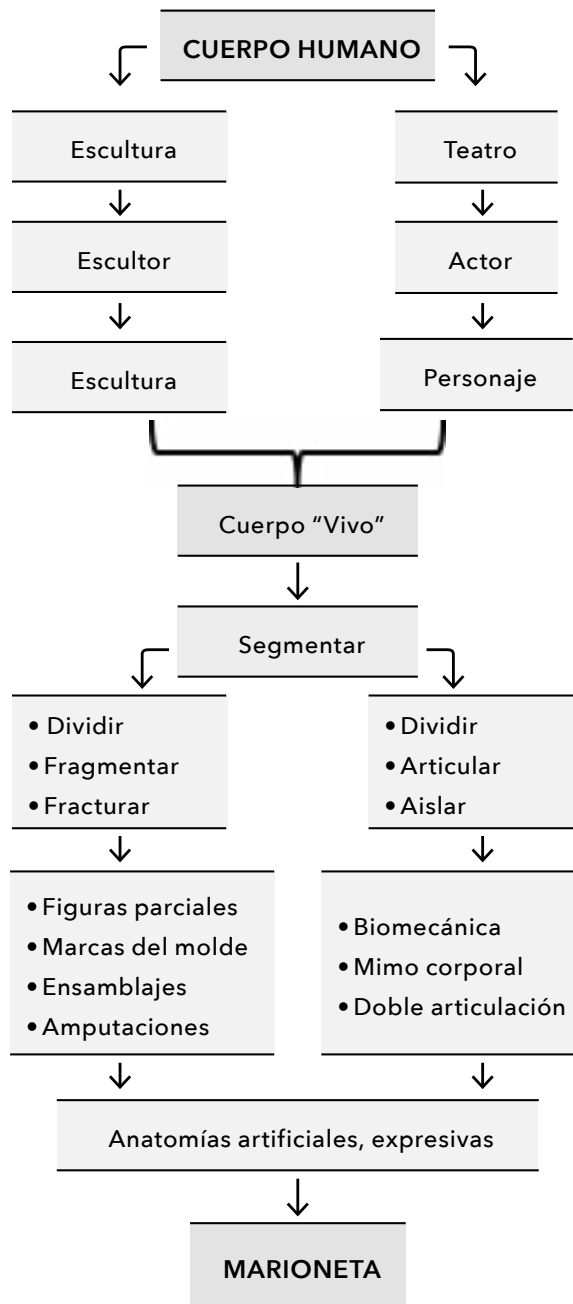 CUERPO HUMANO
Escultura
Teatro
Escultor
Actor
Escultura
Personaje
Cuerpo “Vivo”
Segmentar
• Dividir
• Fragmentar
• Fracturar
• Dividir
• Articular
• Aislar
• Figuras parciales
• Marcas del molde
• Ensamblajes
• Amputaciones
• Biomecánica
• Mimo corporal
• Doble articulación
Anatomías artificiales, expresivas
MARIONETA